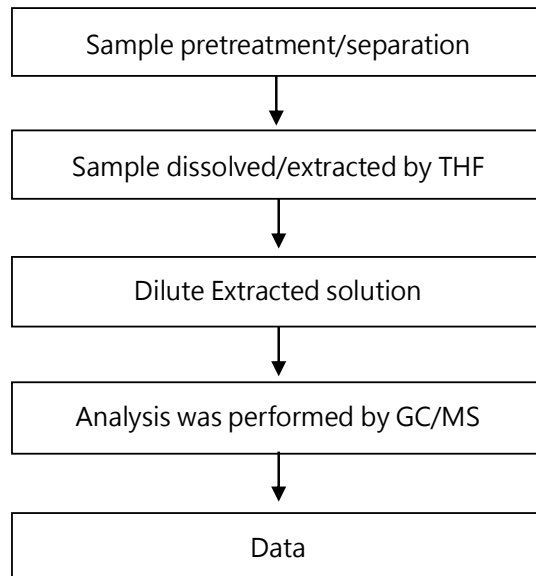 Sample pretreatment/separation
Sample dissolved/extracted by THF
Dilute Extracted solution
Analysis was performed by GC/MS
Data